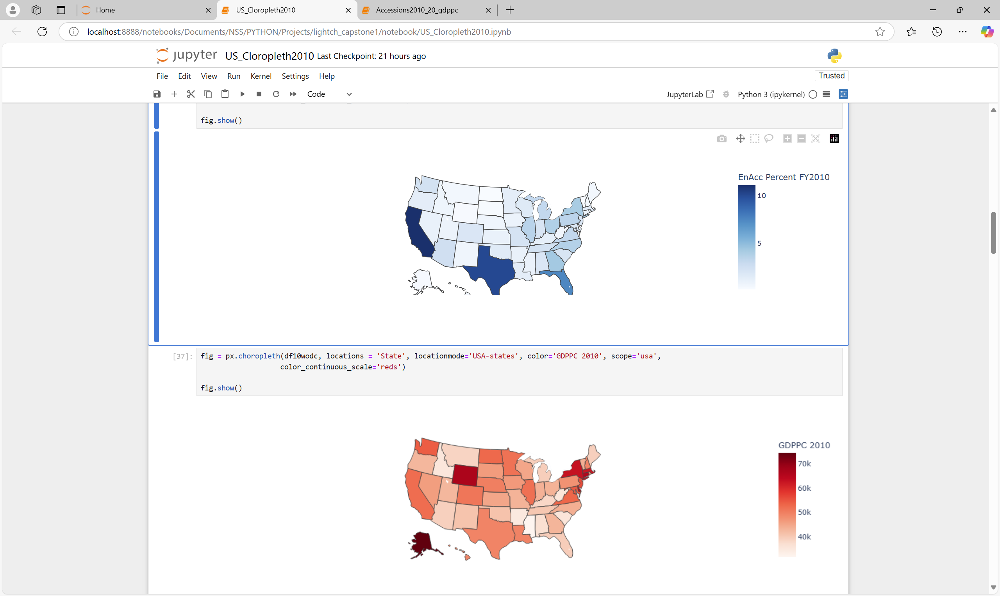 Home
US_Cloropleth2010
Accessions2010_20_gdppc
localhost:8888/notebooks/Documents/NSS/PYTHON/Projects/lightch_capstone1/notebook/US_Cloropleth2010.ipynb
jupyter US_Cloropleth2010 Last Checkpoint: 21 hours ago
File Edit View Run Kernel Settings Help
Trusted
Code
JupyterLab
Python 3 (ipykernel)
fig.show()
EnAcc Percent FY2010
10
5
[37]: fig = px.choropleth(df10wodc, locations = 'State', locationmode='USA-states', color='GDPPC 2010', scope='usa',
color_continuous_scale='reds')
fig.show()
GDPPC 2010
70k
60k
50k
40k